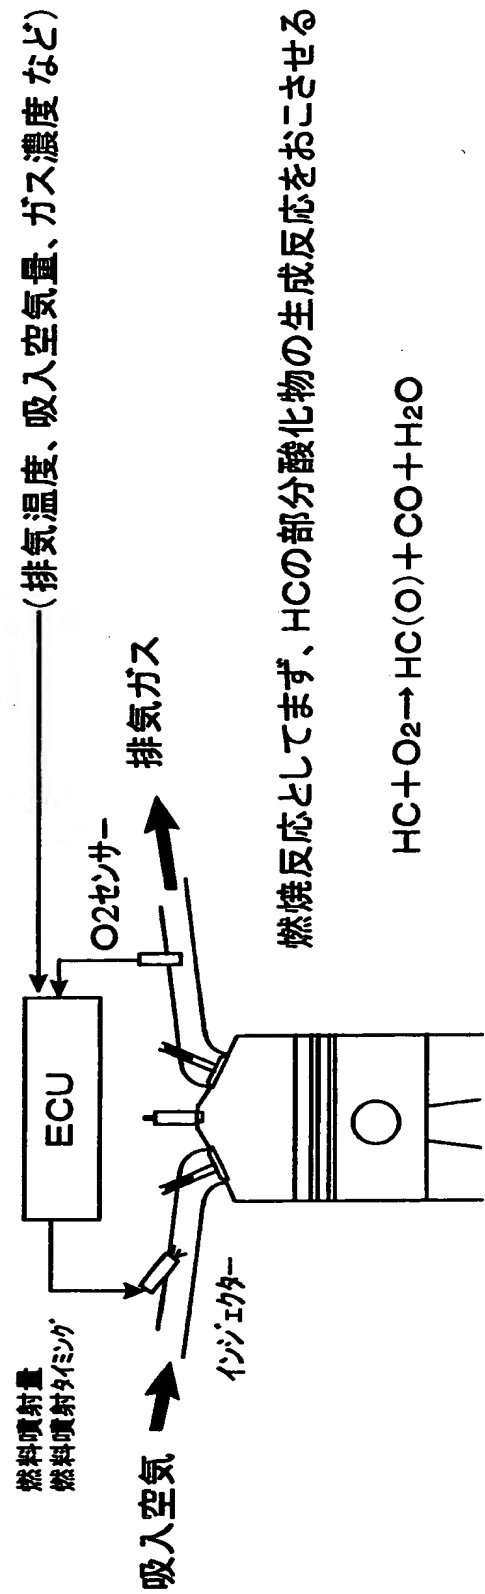 (排気温度、吸入空気量、ガス濃度 など)
燃料噴射量
燃料噴射タイミング
ECU
O2センサー
吸入空気
インジェクター
排気ガス
燃焼反応としてまず、HCの部分酸化物の生成反応をおこさせる
HC+O₂→HC(O)+CO+H₂O